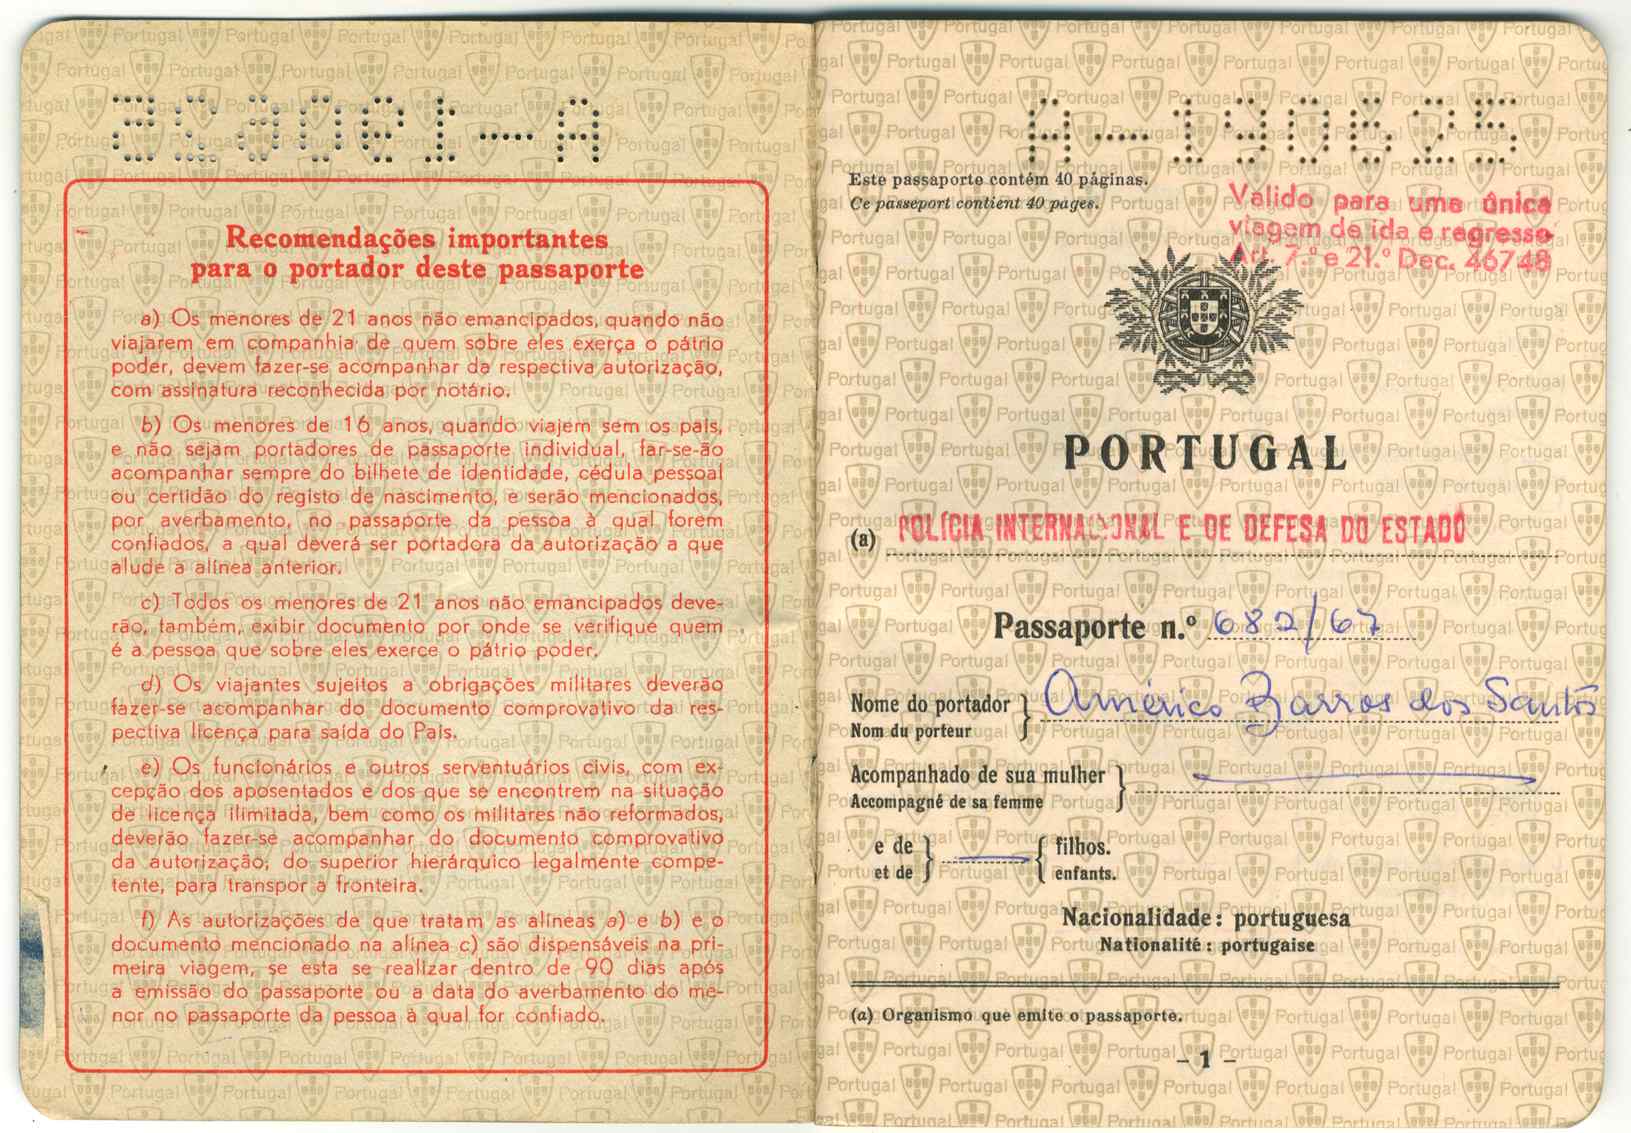 Recomendações importantes
para o portador deste passaporte
a) Os menores de 21 anos não emancipados, quando não
viajarem em companhia de quem sobre eles exerça o pátrio
poder, devem fazer-se acompanhar da respectiva autorização,
com assinatura reconhecida por notário.
b) Os menores de 16 anos, quando viajem sem os pais,
e não sejam portadores de passaporte individual, far-se-ão
acompanhar sempre do bilhete de identidade, cédula pessoal
ou certidão do registo de nascimento, e serão mencionados,
por averbamento, no passaporte da pessoa à qual forem
confiados, a qual deverá ser portadora da autorização a que
alude a alínea anterior.
c) Todos os menores de 21 anos não emancipados deve-
rão, também, exibir documento por onde se verifique quem
é a pessoa que sobre eles exerce o pátrio poder.
d) Os viajantes sujeitos a obrigações militares deverão
fazer-se acompanhar do documento comprovativo da res-
pectiva licença para saída do País.
e) Os funcionários e outros serventuários civis, com ex-
cepção dos aposentados e dos que se encontrem na situação
de licença ilimitada, bem como os militares não reformados,
deverão fazer-se acompanhar do documento comprovativo
da autorização, do superior hierárquico legalmente compe-
tente, para transpor a fronteira.
f) As autorizações de que tratam as alíneas a) e b) e o
documento mencionado na alínea c) são dispensáveis na pri-
meira viagem, se esta se realizar dentro de 90 dias após
a emissão do passaporte ou a data do averbamento do me-
nor no passaporte da pessoa à qual for confiado.
A—190625
Este passaporte contém 40 páginas.
Ce passeport contient 40 pages.
Valido para uma única
viagem de ida e regresso
Art. 7.º e 21.º Dec. 46748
PORTUGAL
(a) POLÍCIA INTERNACIONAL E DE DEFESA DO ESTADO
Passaporte n.º 682/67
Nome do portador } Américo Barros dos Santos
Nom du porteur
Acompanhado de sua mulher }
Accompagné de sa femme
e de } { filhos.
et de enfants.
Nacionalidade : portuguesa
Nationalité : portugaise
(a) Organismo que emite o passaporte.
– 1 –